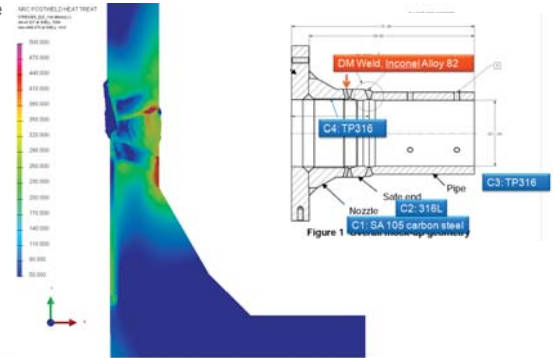 NRC POSTWELD HEAT TREAT
500.000
470.000
440.000
410.000
380.000
350.000
320.000
290.000
260.000
230.000
200.000
170.000
140.000
110.000
80.000
50.000
DM Weld, Inconel Alloy 82
C4: TP316
C3: TP316
Pipe
Safe end
C2: 316L
Nozzle
C1: SA 105 carbon steel
Figure 1 Overall mock-up geometry